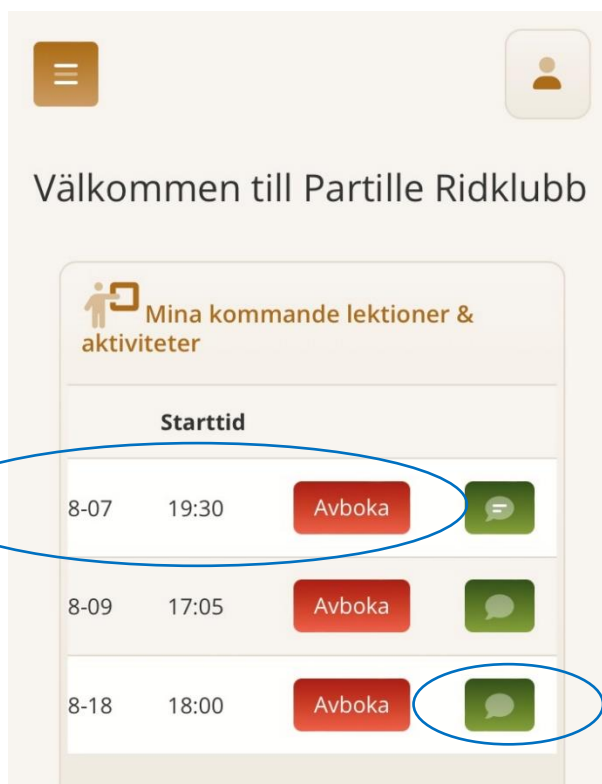 Välkommen till Partille Ridklubb
Mina kommande lektioner &
aktiviteter
Starttid
8-07 19:30 Avboka
8-09 17:05 Avboka
8-18 18:00 Avboka